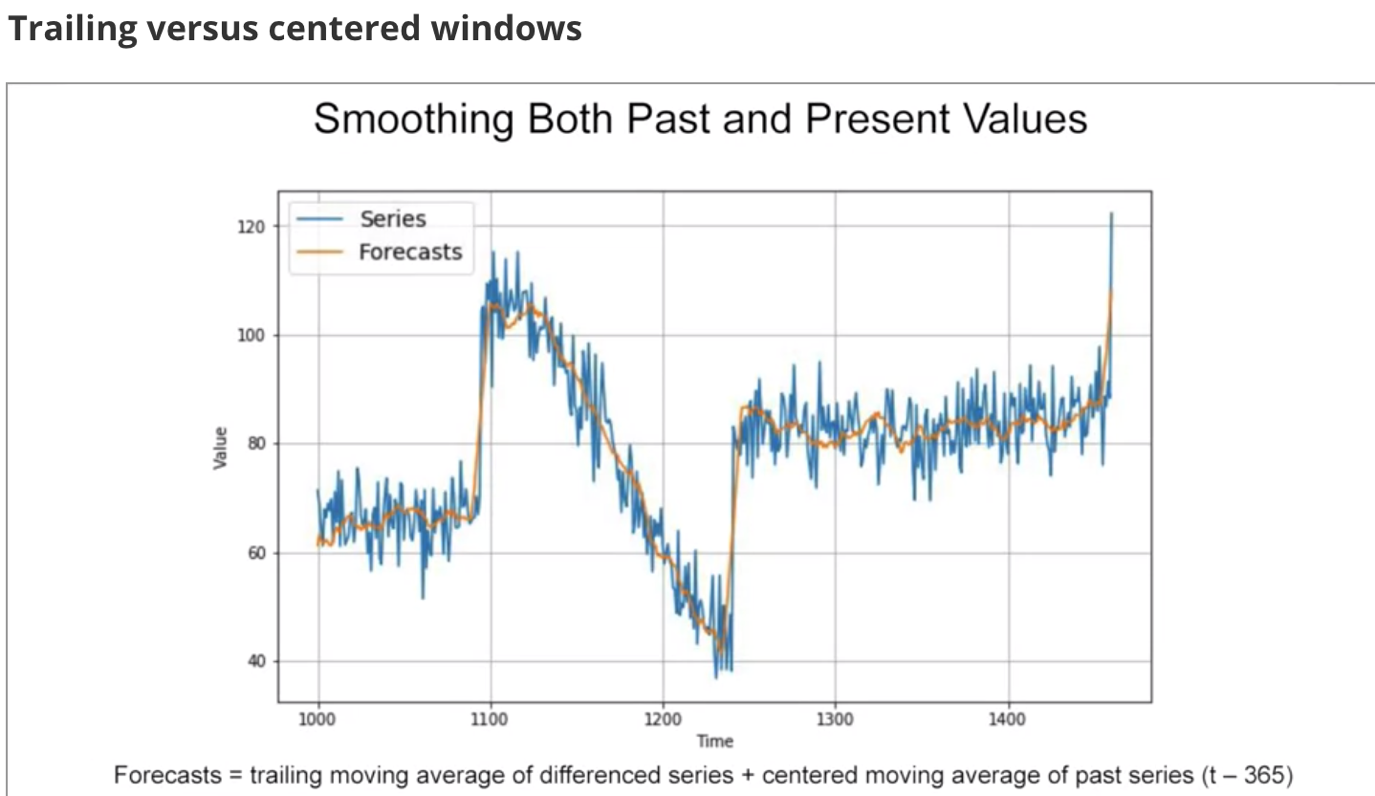 Trailing versus centered windows
Smoothing Both Past and Present Values
Series
Forecasts
120
100
80
60
40
Value
1000 1100 1200 1300 1400
Time
Forecasts = trailing moving average of differenced series + centered moving average of past series (t – 365)